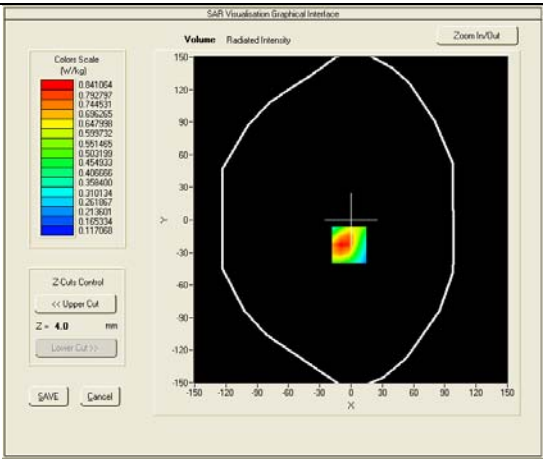 SAR Visualisation Graphical Interface
Volume Radiated Intensity
Zoom In/Out
Colors Scale
(W/kg)
0.841064
0.792797
0.744531
0.696265
0.647998
0.599732
0.551465
0.503199
0.454933
0.406666
0.358400
0.310134
0.261867
0.213601
0.165334
0.117068
Z-Cuts Control
<< Upper Cut
Z = 4.0 mm
Lower Cut >>
SAVE
Cancel
150
120
90
60
30
0
-30
-60
-90
-120
-150
Y
-150 -120 -90 -60 -30 0 30 60 90 120 150
X